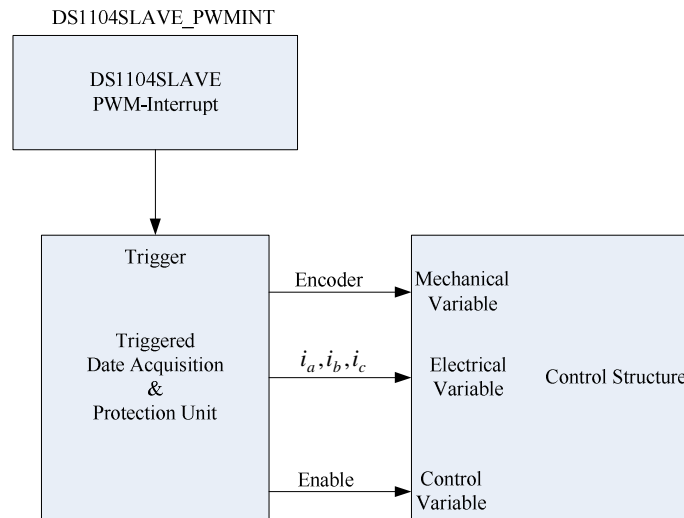 DS1104SLAVE_PWMINT
DS1104SLAVE
PWM-Interrupt
Trigger
Triggered
Date Acquisition
&
Protection Unit
Encoder
i_a, i_b, i_c
Enable
Mechanical
Variable
Electrical
Variable
Control Structure
Control
Variable